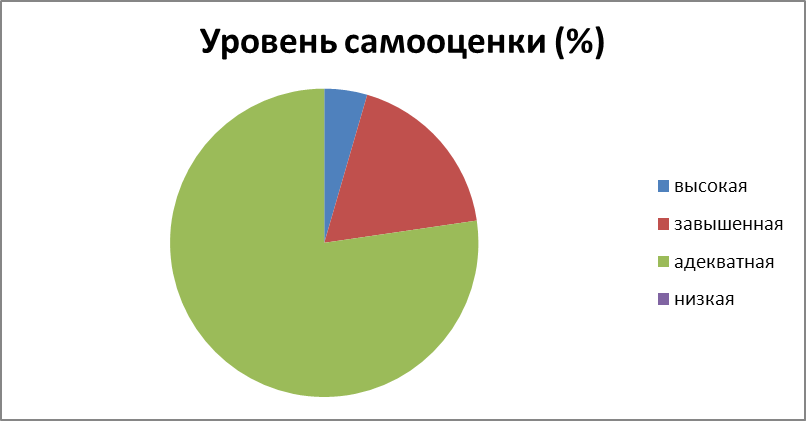 Уровень самооценки (%)
высокая
завышенная
адекватная
низкая